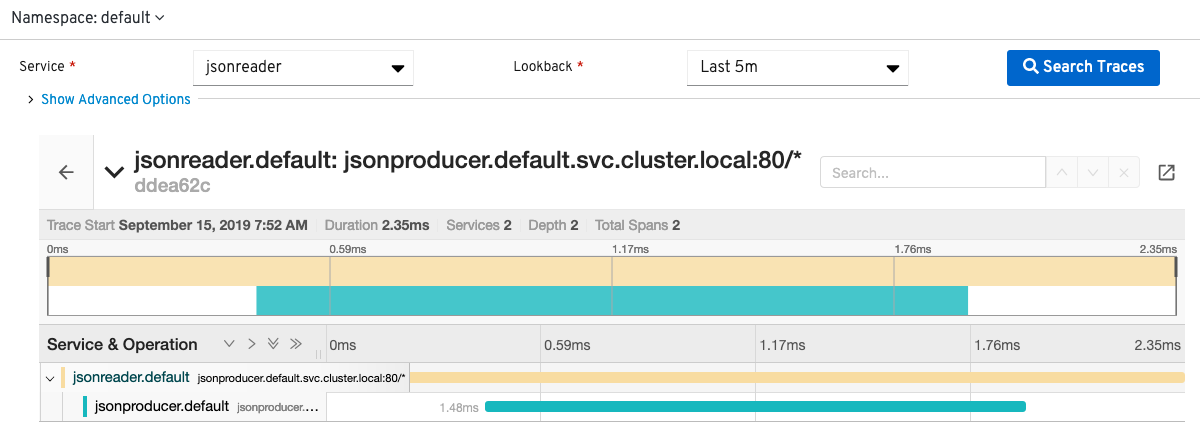 Namespace: default
Service * jsonreader Lookback * Last 5m Search Traces
Show Advanced Options
jsonreader.default: jsonproducer.default.svc.cluster.local:80/*
ddea62c
Search...
Trace Start September 15, 2019 7:52 AM Duration 2.35ms Services 2 Depth 2 Total Spans 2
0ms 0.59ms 1.17ms 1.76ms 2.35ms
Service & Operation 0ms 0.59ms 1.17ms 1.76ms 2.35ms
jsonreader.default jsonproducer.default.svc.cluster.local:80/*
jsonproducer.default jsonproducer.... 1.48ms